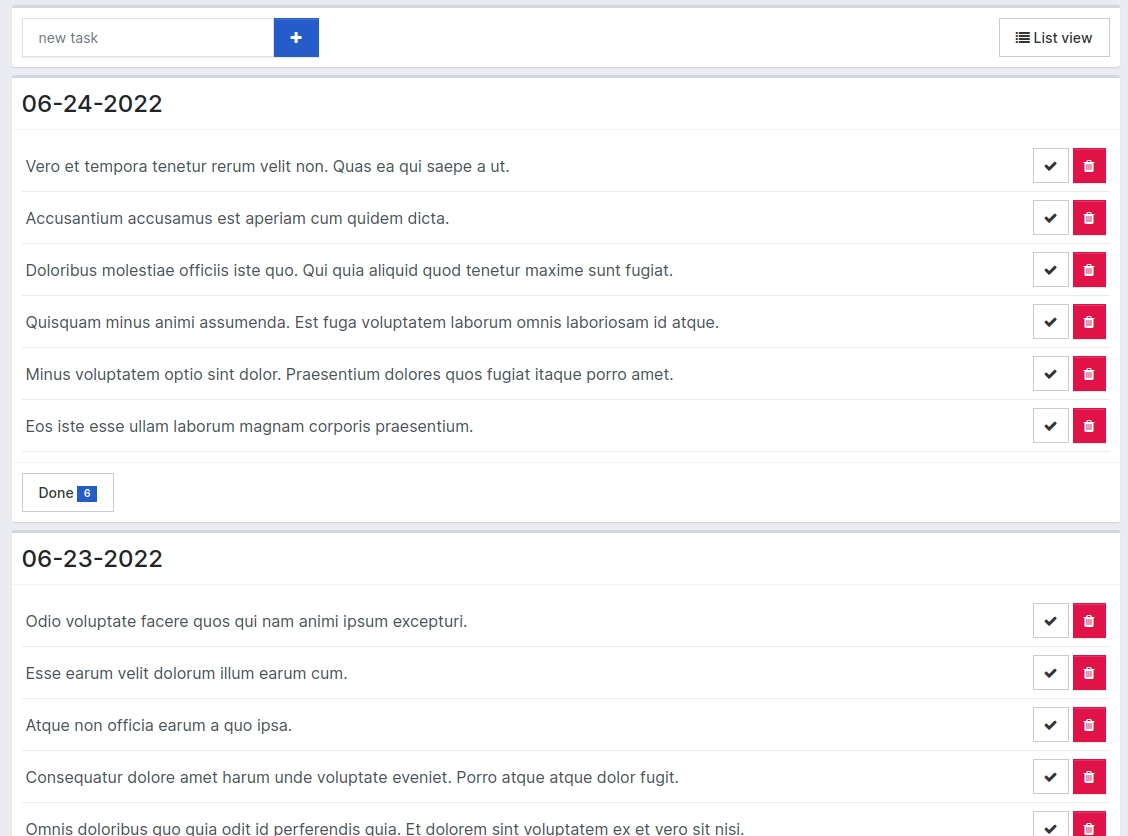 new task
List view
06-24-2022
Vero et tempora tenetur rerum velit non. Quas ea qui saepe a ut.
Accusantium accusamus est aperiam cum quidem dicta.
Doloribus molestiae officiis iste quo. Qui quia aliquid quod tenetur maxime sunt fugiat.
Quisquam minus animi assumenda. Est fuga voluptatem laborum omnis laboriosam id atque.
Minus voluptatem optio sint dolor. Praesentium dolores quos fugiat itaque porro amet.
Eos iste esse ullam laborum magnam corporis praesentium.
Done 6
06-23-2022
Odio voluptate facere quos qui nam animi ipsum excepturi.
Esse earum velit dolorum illum earum cum.
Atque non officia earum a quo ipsa.
Consequatur dolore amet harum unde voluptate eveniet. Porro atque atque dolor fugit.
Omnis doloribus quo quia odit id perferendis quia. Et dolorem sint voluptatem ex et vero sit nisi.